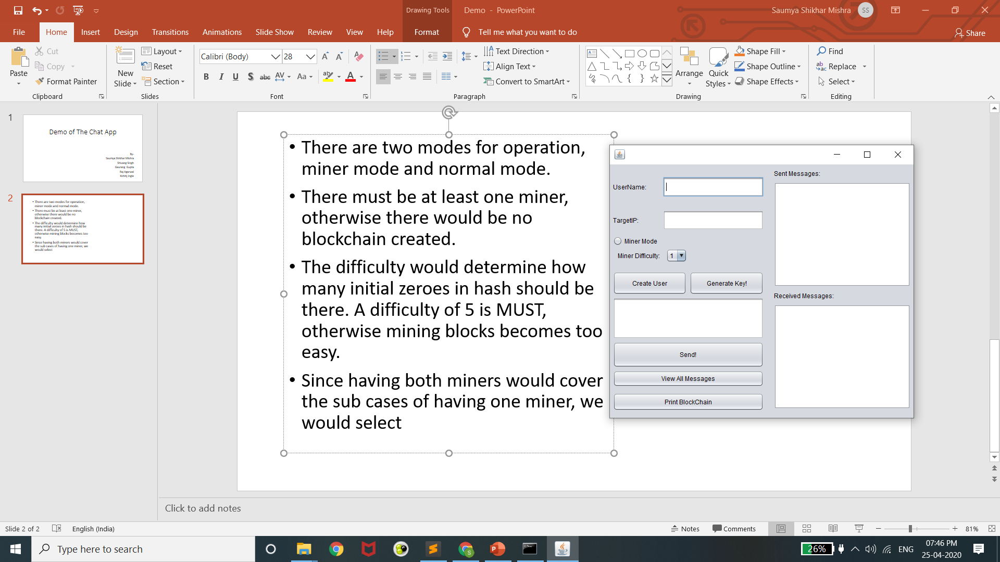 Drawing Tools
Demo - PowerPoint
Saumya Shikhar Mishra
SS
File
Home
Insert
Design
Transitions
Animations
Slide Show
Review
View
Help
Format
Tell me what you want to do
Share
Paste
Cut
Copy
Format Painter
Clipboard
New
Slide
Layout
Reset
Section
Slides
Calibri (Body)
28
B I U S abc AV Aa A
Font
Text Direction
Align Text
Convert to SmartArt
Paragraph
Arrange
Quick
Styles
Shape Fill
Shape Outline
Shape Effects
Drawing
Find
Replace
Select
Editing
1
Demo of The Chat App
By-
Saumya Shikhar Mishra
Shivang Singh
Gaurang Gupta
Raj Agarwal
Kshitij Ingle
2
• There are two modes for operation,
miner mode and normal mode.
• There must be at least one miner,
otherwise there would be no
blockchain created.
• The difficulty would determine how
many initial zeroes in hash should be
there. A difficulty of 5 is MUST,
otherwise mining blocks becomes too
easy.
• Since having both miners would cover
the sub cases of having one miner, we
would select
• There are two modes for operation,
miner mode and normal mode.
• There must be at least one miner,
otherwise there would be no
blockchain created.
• The difficulty would determine how
many initial zeroes in hash should be
there. A difficulty of 5 is MUST,
otherwise mining blocks becomes too
easy.
• Since having both miners would cover
the sub cases of having one miner, we
would select
UserName:
TargetIP:
Miner Mode
Miner Difficulty: 1
Create User
Generate Key!
Send!
View All Messages
Print BlockChain
Sent Messages:
Received Messages:
Click to add notes
Slide 2 of 2
English (India)
Notes
Comments
81%
Type here to search
26%
ENG
07:46 PM
25-04-2020